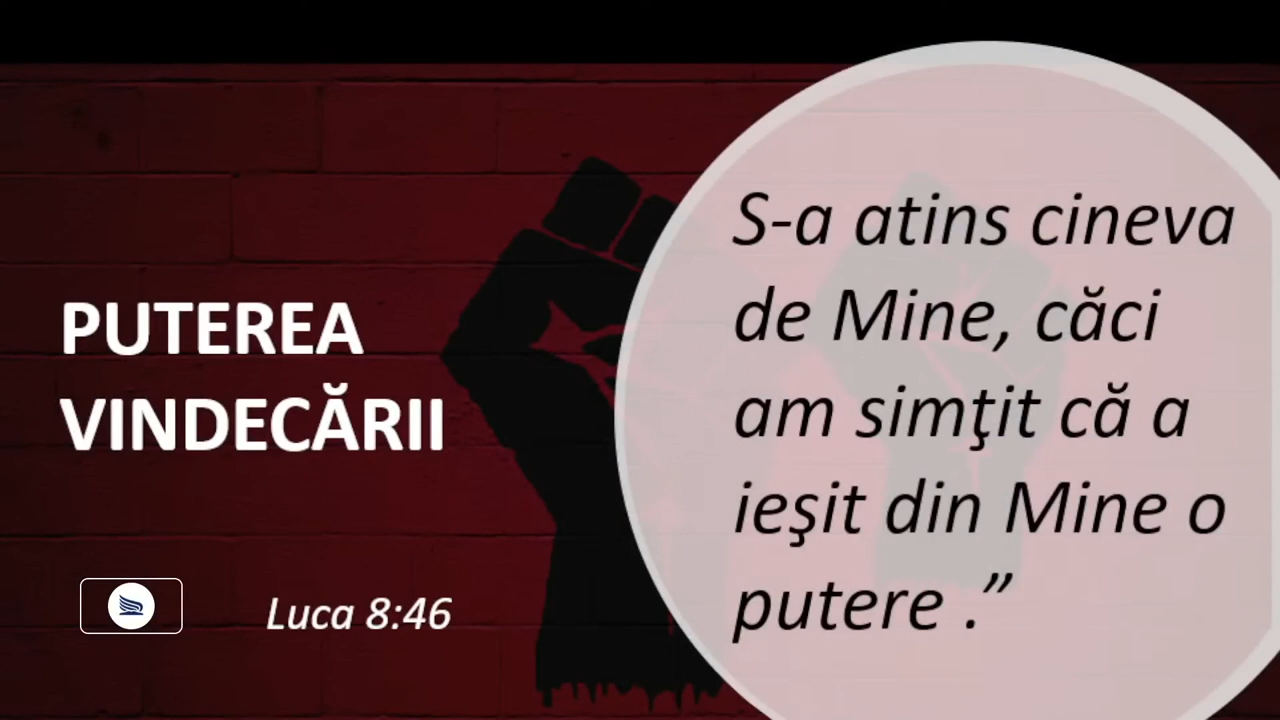 PUTEREA
VINDECĂRII
Luca 8:46
S-a atins cineva
de Mine, căci
am simţit că a
ieşit din Mine o
putere .”